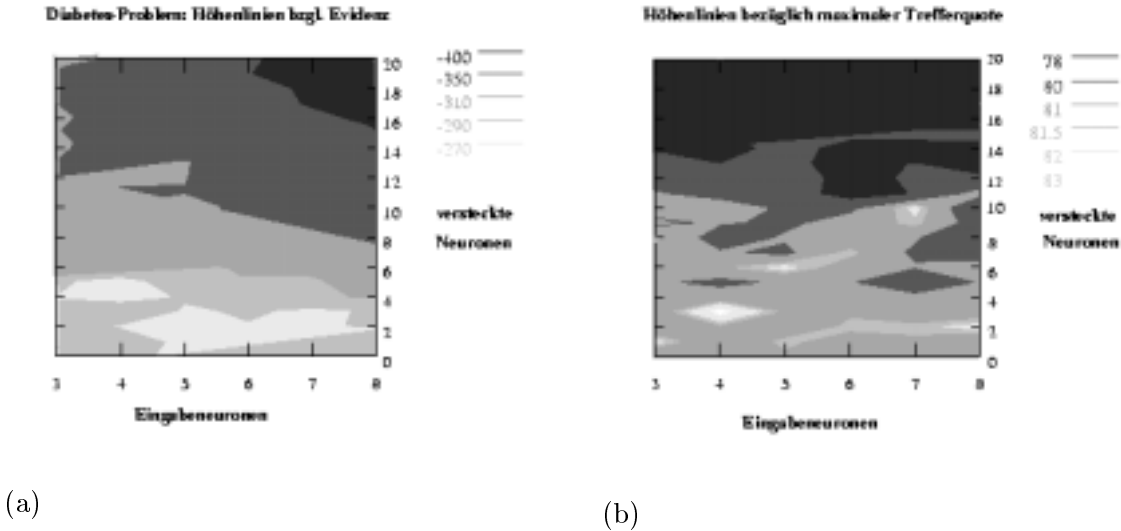 Diabetes-Problem: Höhenlinien bzgl. Evidenz
-400
-350
-310
-290
-270
20
18
16
14
12
10
8
6
4
2
0
versteckte
Neuronen
3 4 5 6 7 8
Eingabeneuronen
(a)
Höhenlinien bezüglich maximaler Trefferquote
78
80
81
81.5
82
83
20
18
16
14
12
10
8
6
4
2
0
versteckte
Neuronen
3 4 5 6 7 8
Eingabeneuronen
(b)